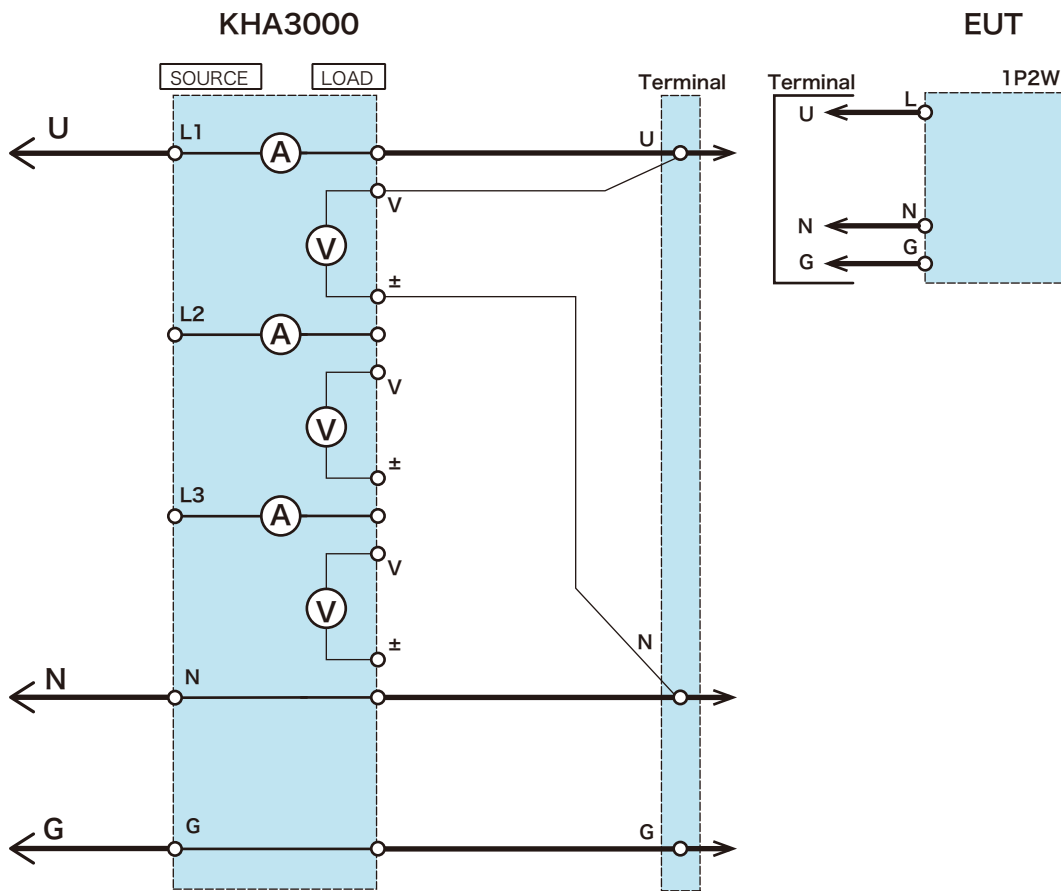 KHA3000 EUT
SOURCE LOAD Terminal Terminal 1P2W
U L1 A U U L
V
V
N N
± G G
L2 A
V
V
±
L3 A
V
V
±
N N N
G G G